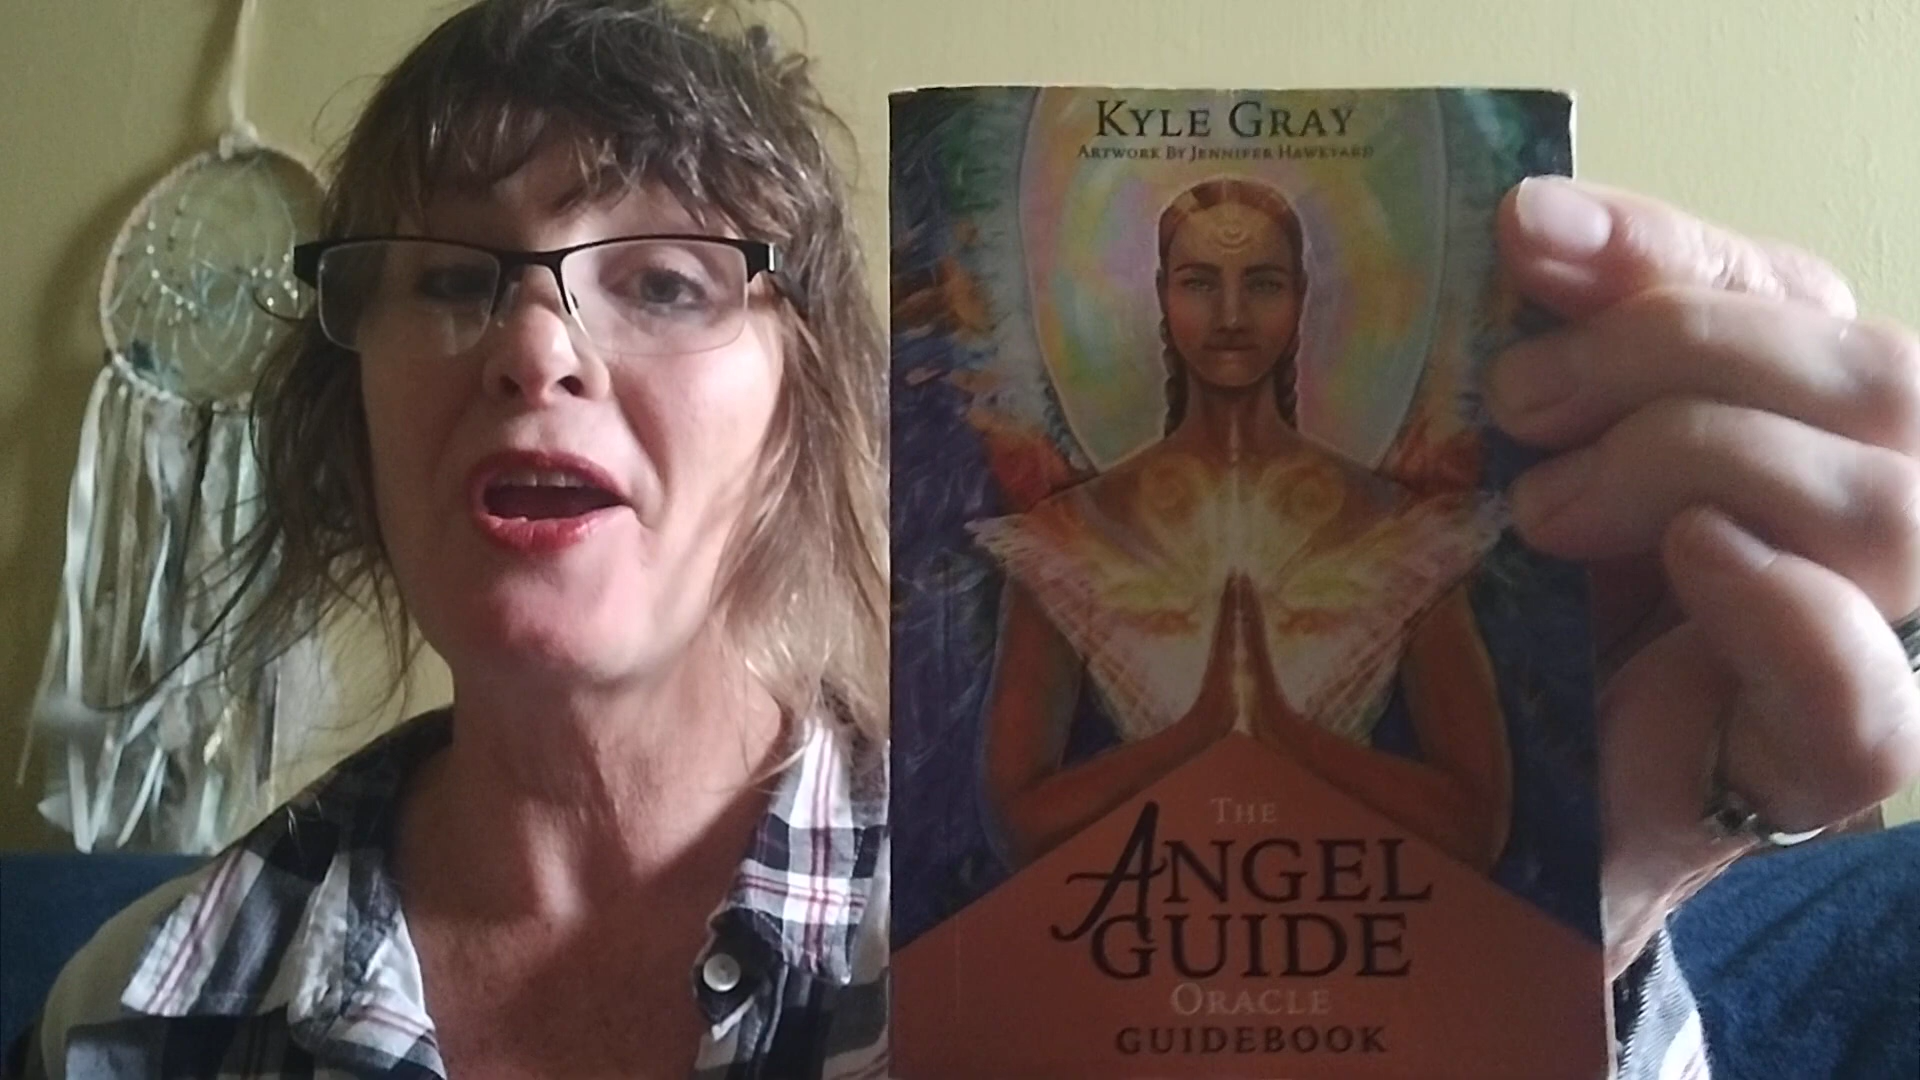 KYLE GRAY
ARTWORK BY JENNIFER HAWKYARD
THE
ANGEL
GUIDE
ORACLE
GUIDEBOOK